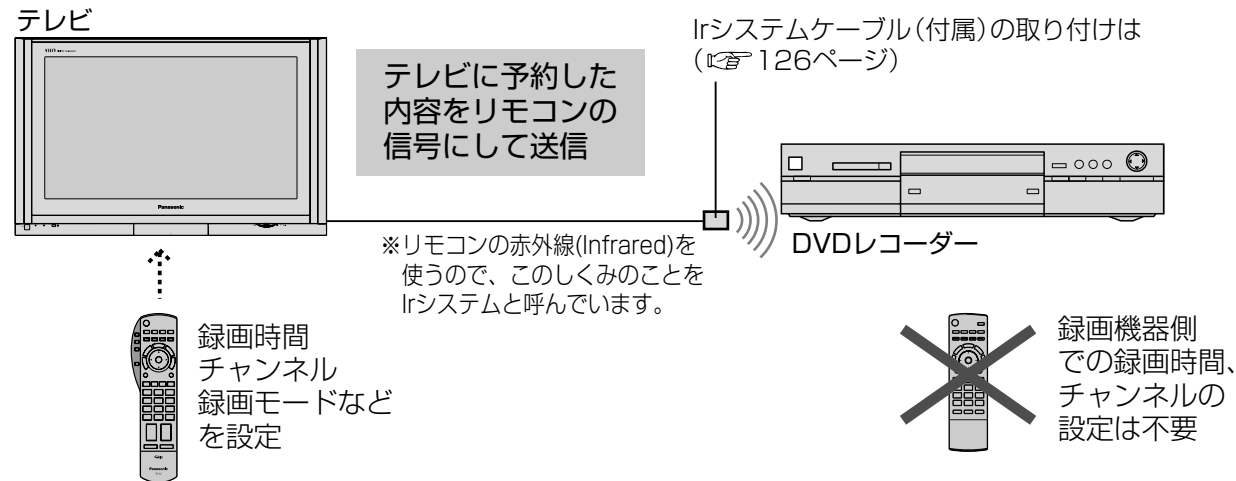 テレビ
Panasonic
テレビに予約した
内容をリモコンの
信号にして送信
Irシステムケーブル(付属)の取り付けは
(☞126ページ)
※リモコンの赤外線(Infrared)を
使うので、このしくみのことを
Irシステムと呼んでいます。
DVDレコーダー
録画時間
チャンネル
録画モードなど
を設定
Panasonic
録画機器側
での録画時間、
チャンネルの
設定は不要